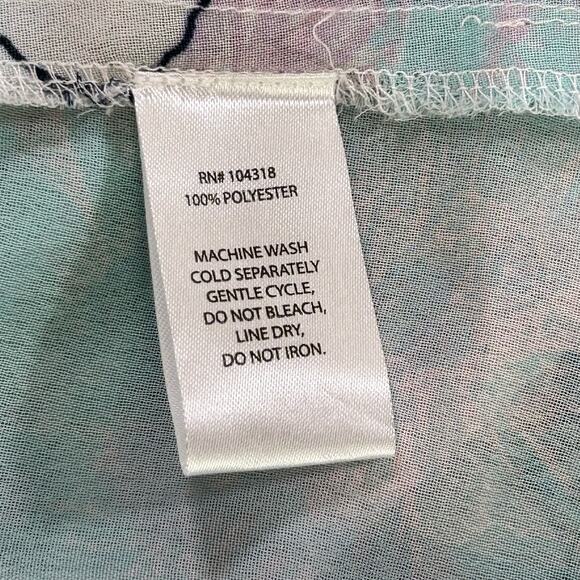 RN# 104318
100% POLYESTER
MACHINE WASH
COLD SEPARATELY
GENTLE CYCLE,
DO NOT BLEACH,
LINE DRY,
DO NOT IRON.